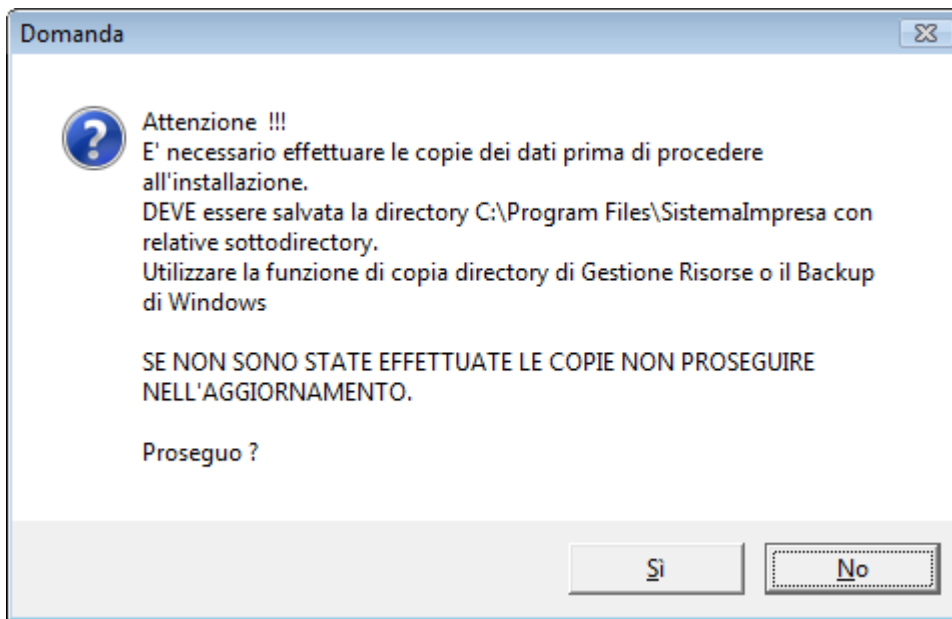 Domanda
Attenzione !!!
E' necessario effettuare le copie dei dati prima di procedere
all'installazione.
DEVE essere salvata la directory C:\Program Files\SistemaImpresa con
relative sottodirectory.
Utilizzare la funzione di copia directory di Gestione Risorse o il Backup
di Windows
SE NON SONO STATE EFFETTUATE LE COPIE NON PROSEGUIRE
NELL'AGGIORNAMENTO.
Proseguo ?
Sì
No